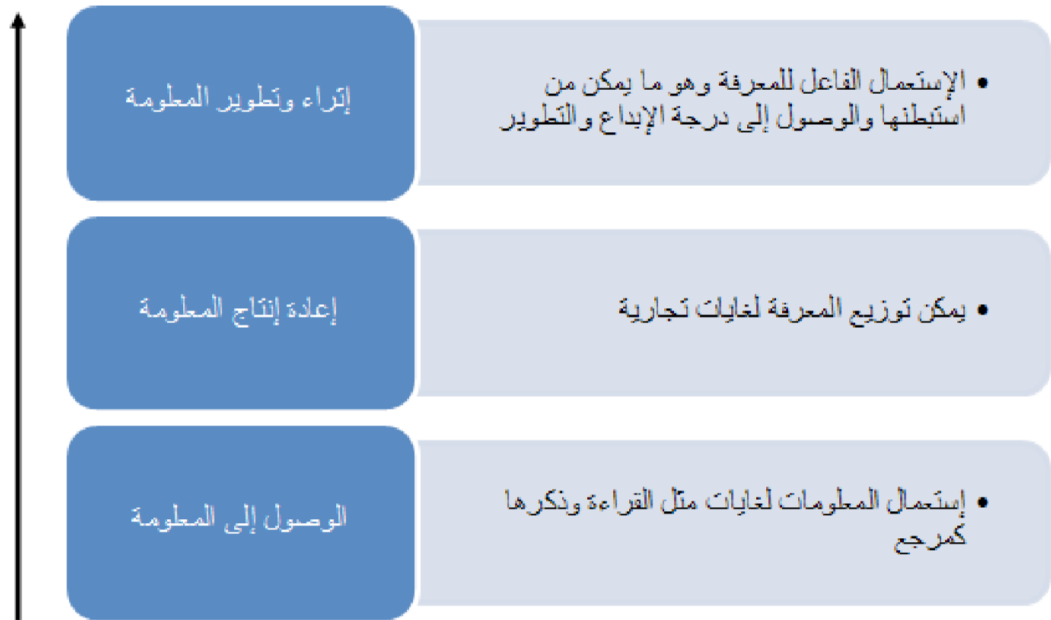 إثراء وتطوير المعلومة
• الإستعمال الفاعل للمعرفة وهو ما يمكن من
استبطنها والوصول إلى درجة الإبداع والتطوير
إعادة إنتاج المعلومة
• يمكن توزيع المعرفة لغايات تجارية
الوصول إلى المعلومة
• إستعمال المعلومات لغايات مثل القراءة وذكرها
كمرجع